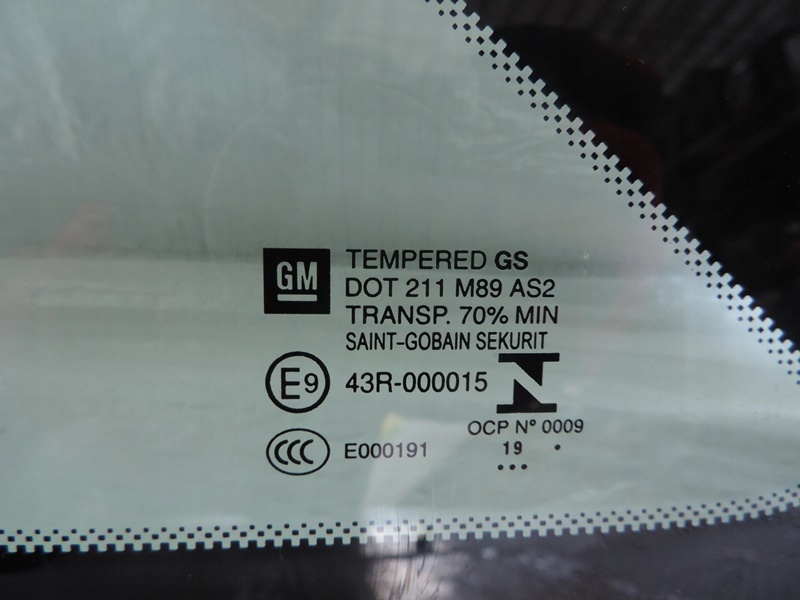 GM
TEMPERED GS
DOT 211 M89 AS2
TRANSP. 70% MIN
SAINT-GOBAIN SEKURIT
E9 43R-000015 N
OCP Nº 0009
CCC E000191
19